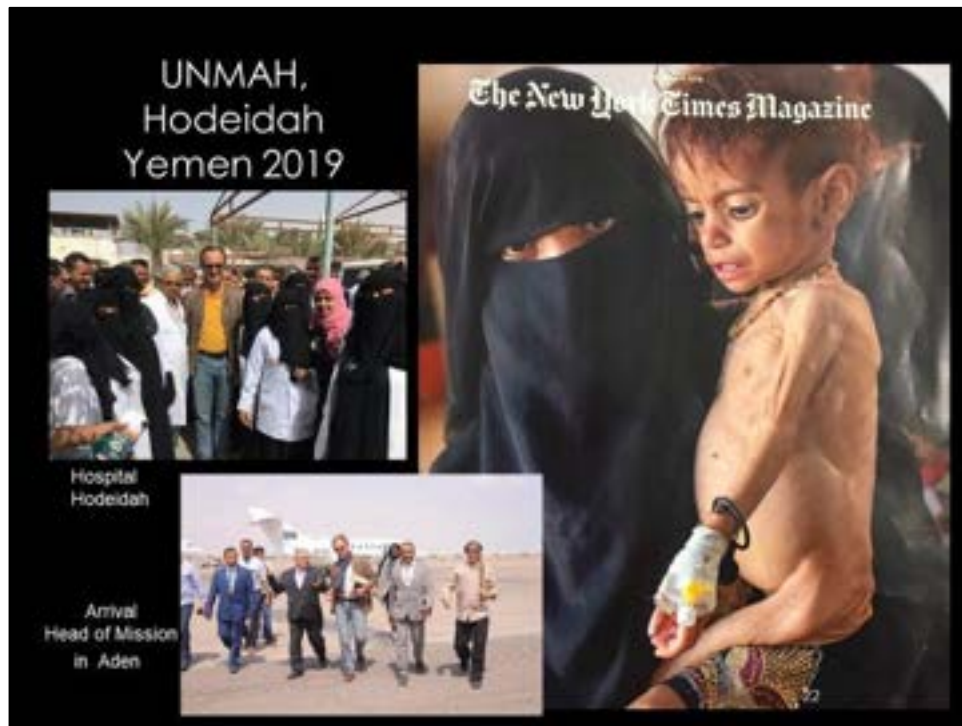 UNMAH,
Hodeidah
Yemen 2019
The New York Times Magazine
Hospital
Hodeidah
Arrival
Head of Mission
in Aden
22